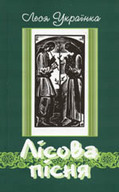 Леся Українка
Лісова
пісня